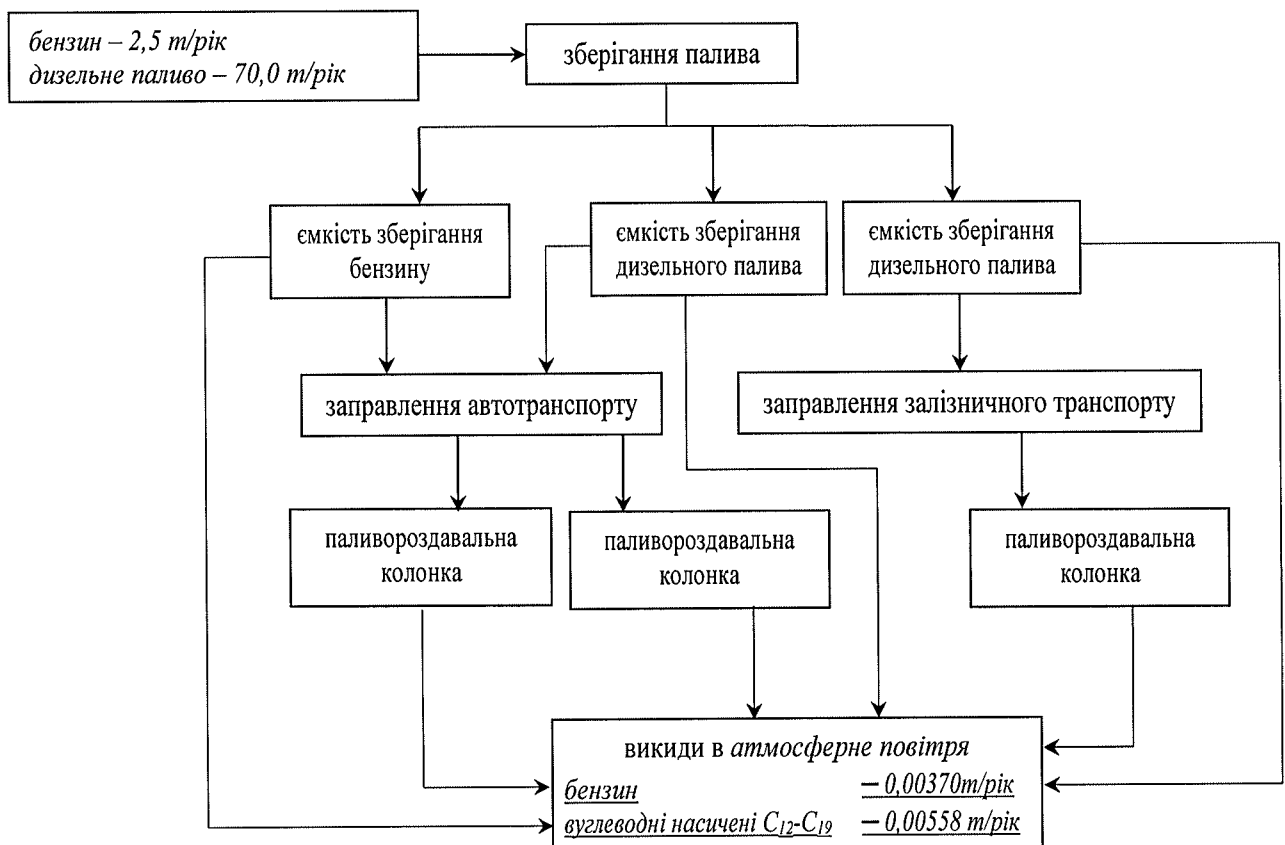 бензин – 2,5 т/рік
дизельне паливо – 70,0 т/рік
зберігання палива
ємкість зберігання
бензину
ємкість зберігання
дизельного палива
ємкість зберігання
дизельного палива
заправлення автотранспорту
заправлення залізничного транспорту
паливороздавальна
колонка
паливороздавальна
колонка
паливороздавальна
колонка
викиди в атмосферне повітря
бензин – 0,00370т/рік
вуглеводні насичені C12-C19 – 0,00558 т/рік